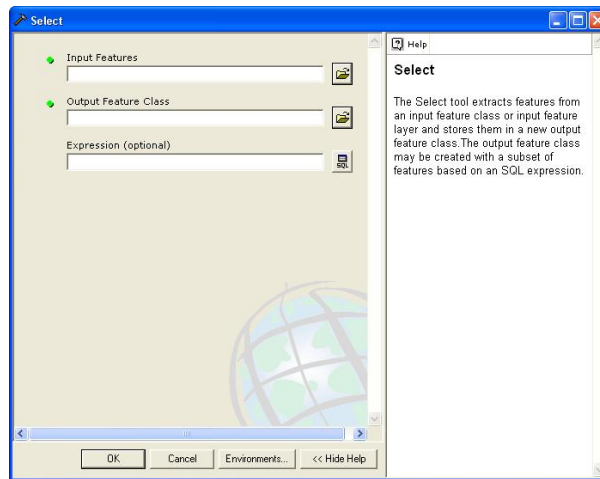 Select
Input Features
Output Feature Class
Expression (optional)
SQL
OK
Cancel
Environments...
<< Hide Help
Help
Select
The Select tool extracts features from
an input feature class or input feature
layer and stores them in a new output
feature class.The output feature class
may be created with a subset of
features based on an SQL expression.